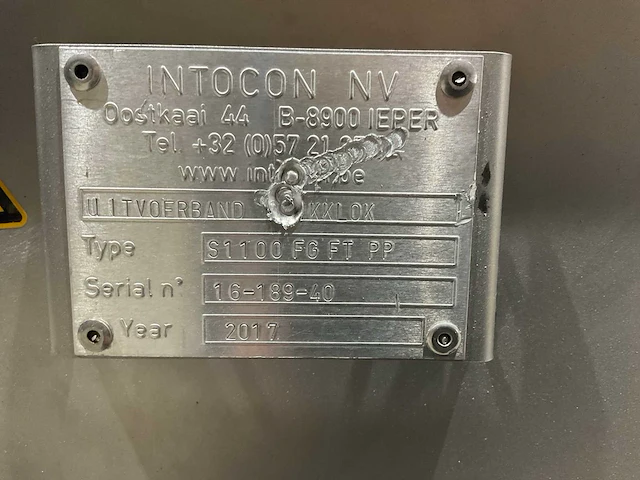 INTOCON NV
Oostkaai 44 B-8900 IEPER
Tel. +32 (0)57 21
www
UITVOERBAND
Type S1100 FG FT PP
Serial n° 16-189-40
Year 2017